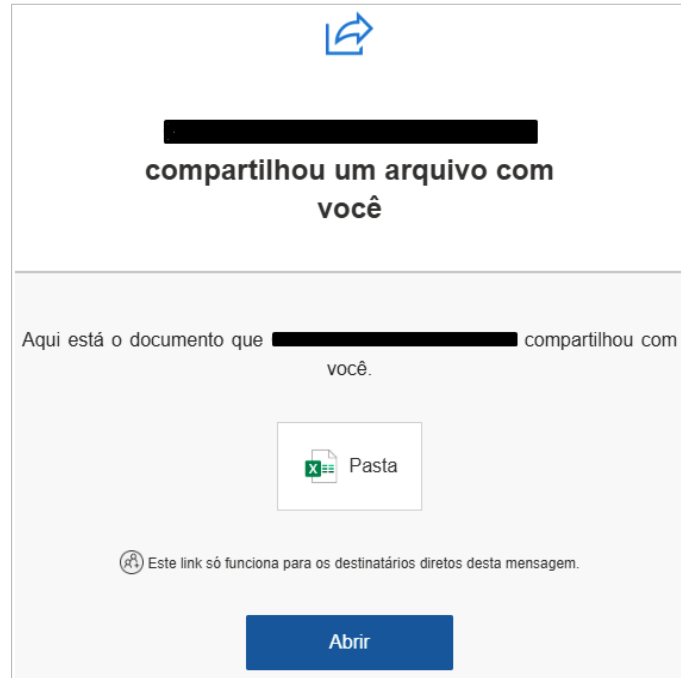 compartilhou um arquivo com
você
Aqui está o documento que compartilhou com
você.
Pasta
Este link só funciona para os destinatários diretos desta mensagem.
Abrir